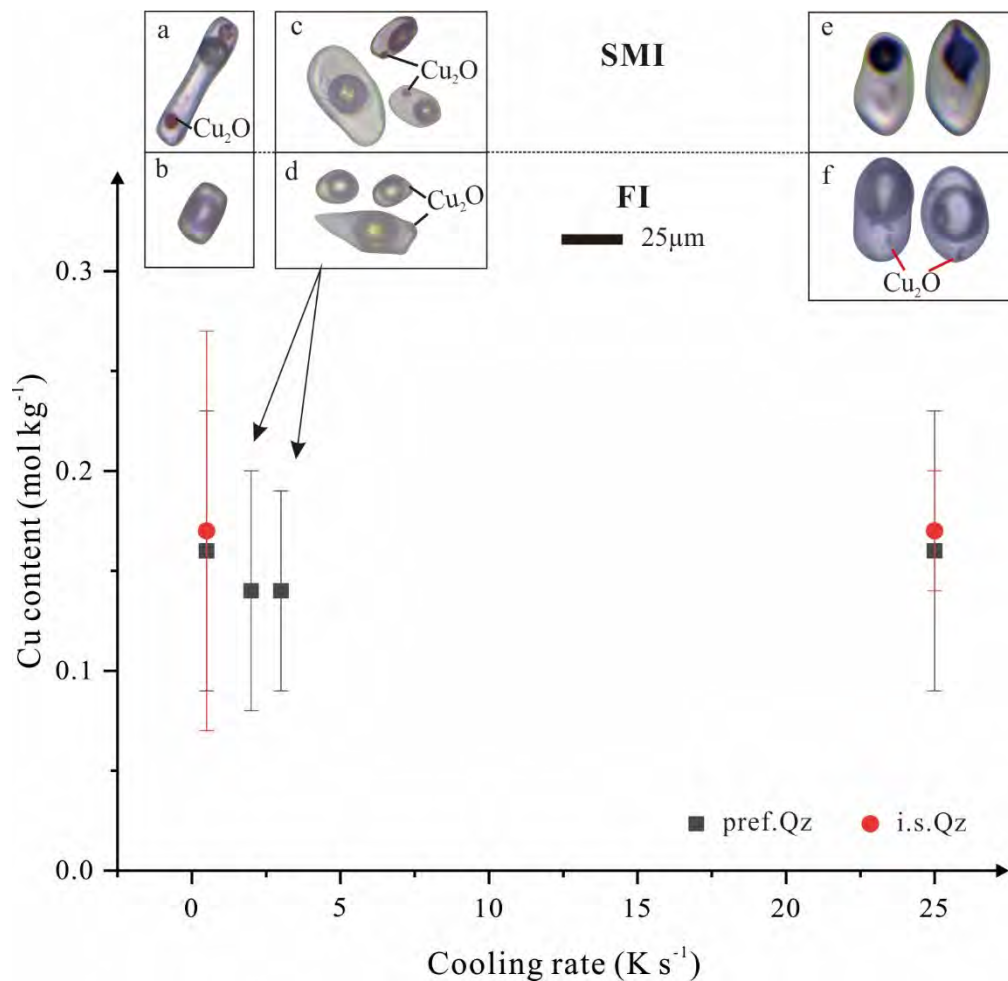 a
c
SMI
e
Cu₂O
Cu₂O
b
d
FI
f
Cu₂O
25μm
Cu₂O
0.3
0.2
0.1
0.0
Cu content (mol kg⁻¹)
pref.Qz
i.s.Qz
0 5 10 15 20 25
Cooling rate (K s⁻¹)